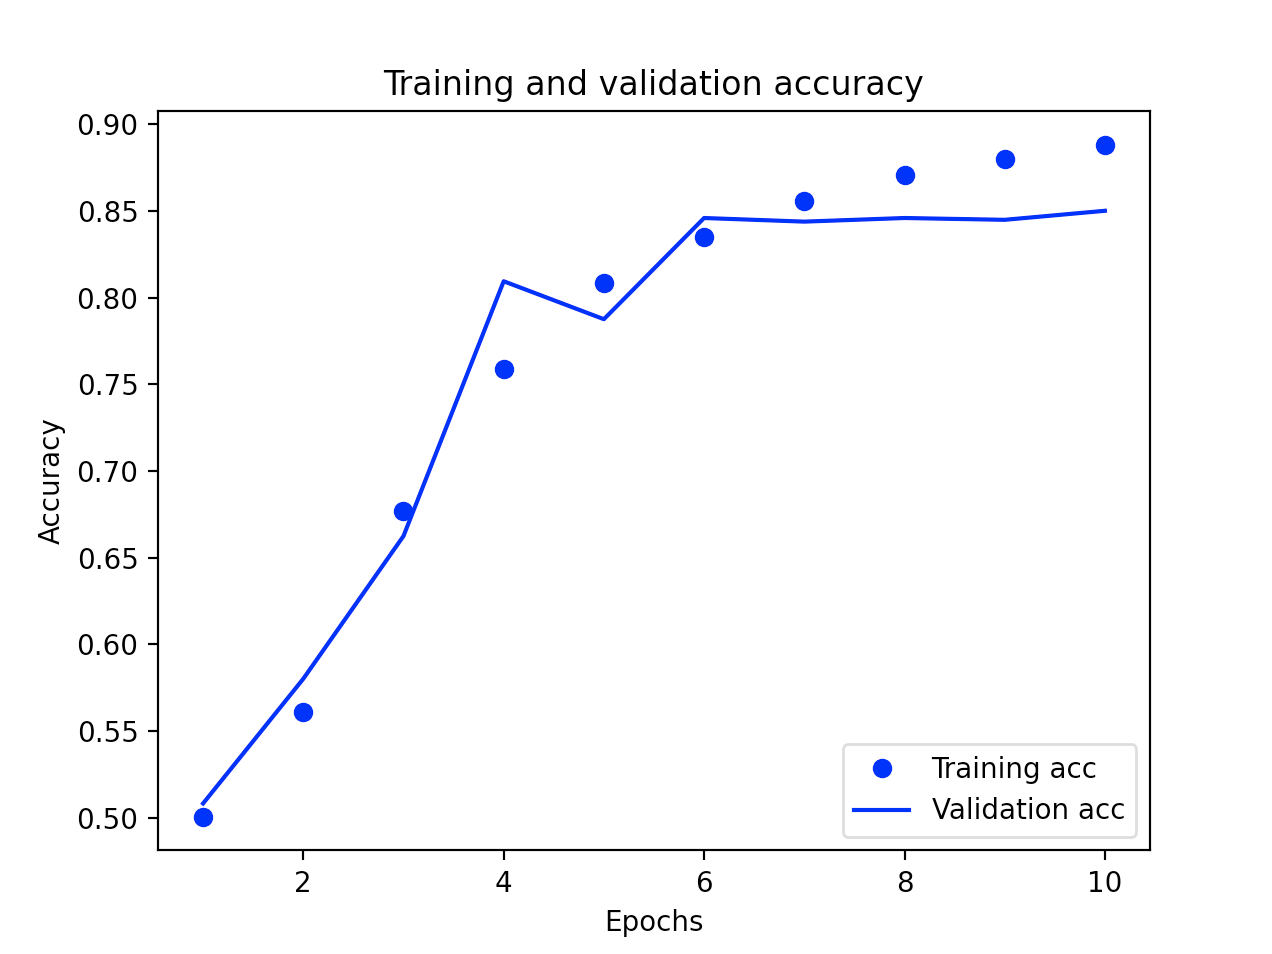 Training and validation accuracy
0.90
0.85
0.80
0.75
0.70
0.65
0.60
0.55
0.50
Accuracy
Training acc
Validation acc
2 4 6 8 10
Epochs